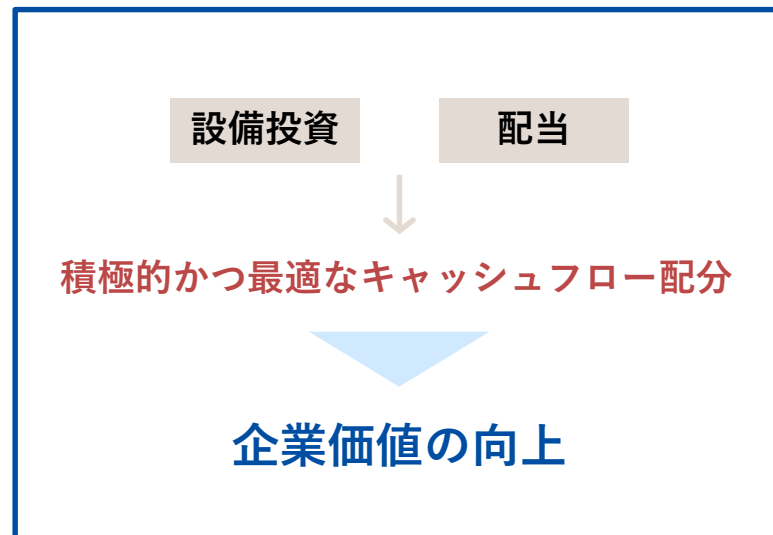 設備投資
配当
積極的かつ最適なキャッシュフロー配分
企業価値の向上